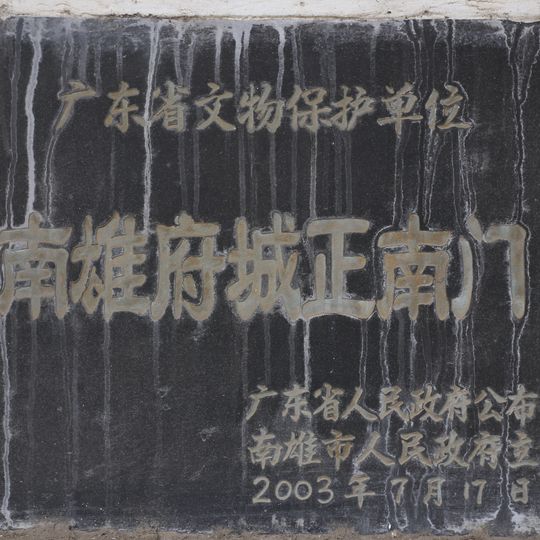 广东省文物保护单位
南雄府城正南门
广东省人民政府公布
南雄市人民政府立
2003年7月17日